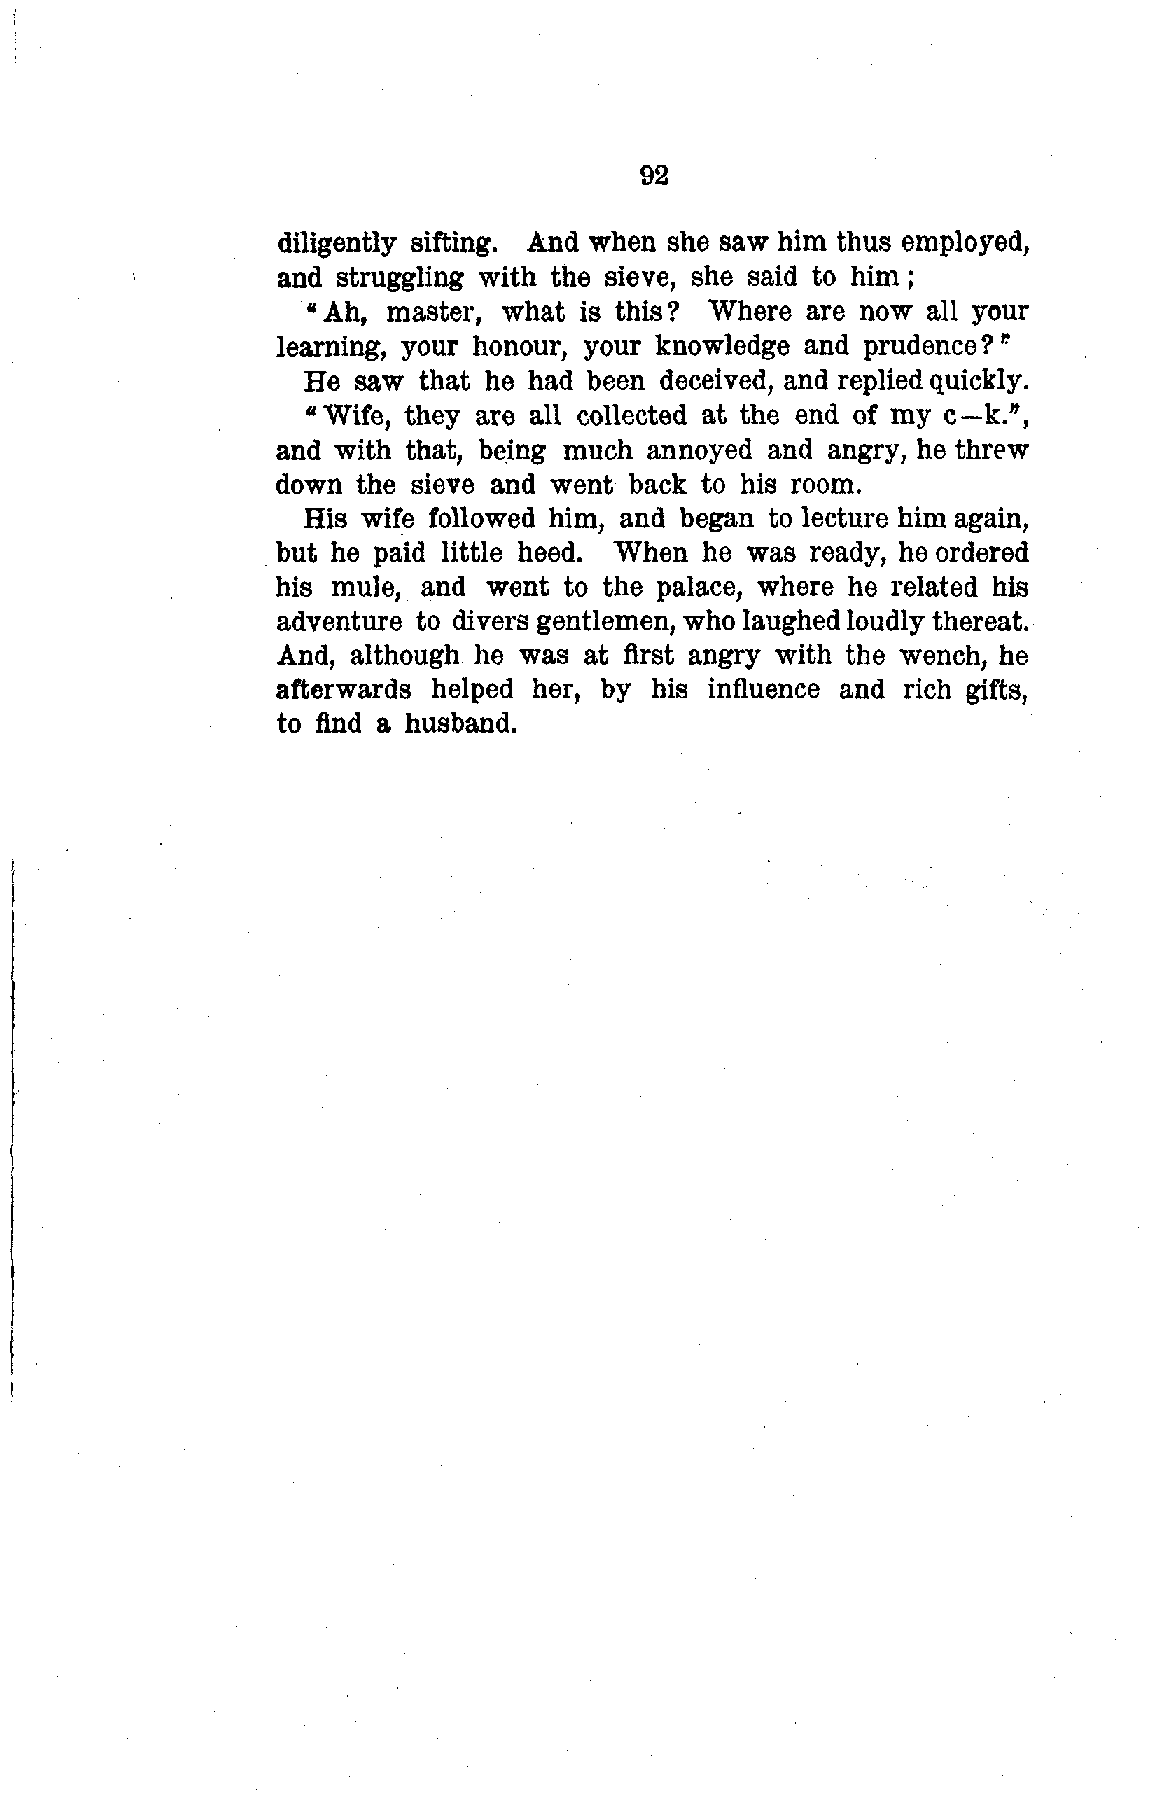 92
diligently sifting. And when she saw him thus employed,
and struggling with the sieve, she said to him;
"Ah, master, what is this? Where are now all your
learning, your honour, your knowledge and prudence?"
He saw that he had been deceived, and replied quickly.
"Wife, they are all collected at the end of my c—k.",
and with that, being much annoyed and angry, he threw
down the sieve and went back to his room.
His wife followed him, and began to lecture him again,
but he paid little heed. When he was ready, he ordered
his mule, and went to the palace, where he related his
adventure to divers gentlemen, who laughed loudly thereat.
And, although he was at first angry with the wench, he
afterwards helped her, by his influence and rich gifts,
to find a husband.